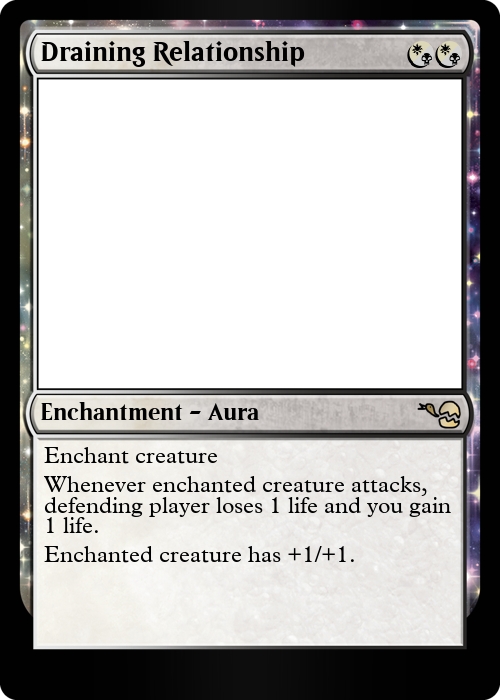 Draining Relationship
Enchantment – Aura
Enchant creature
Whenever enchanted creature attacks,
defending player loses 1 life and you gain
1 life.
Enchanted creature has +1/+1.